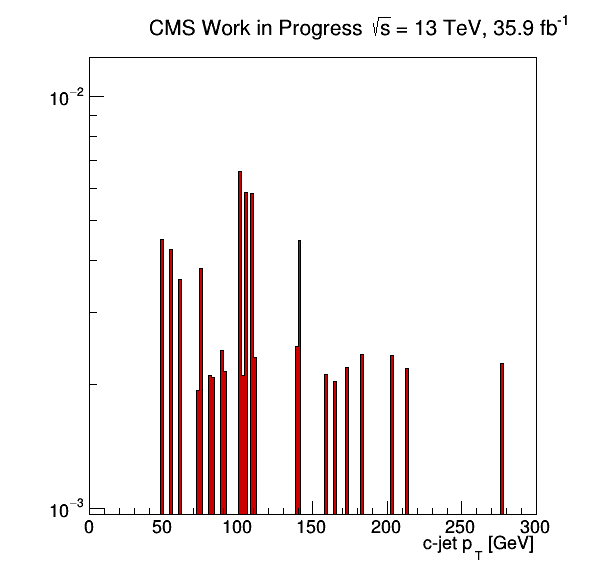 CMS Work in Progress √s = 13 TeV, 35.9 fb⁻¹
10⁻²
10⁻³
0 50 100 150 200 250 300
c-jet p_T [GeV]